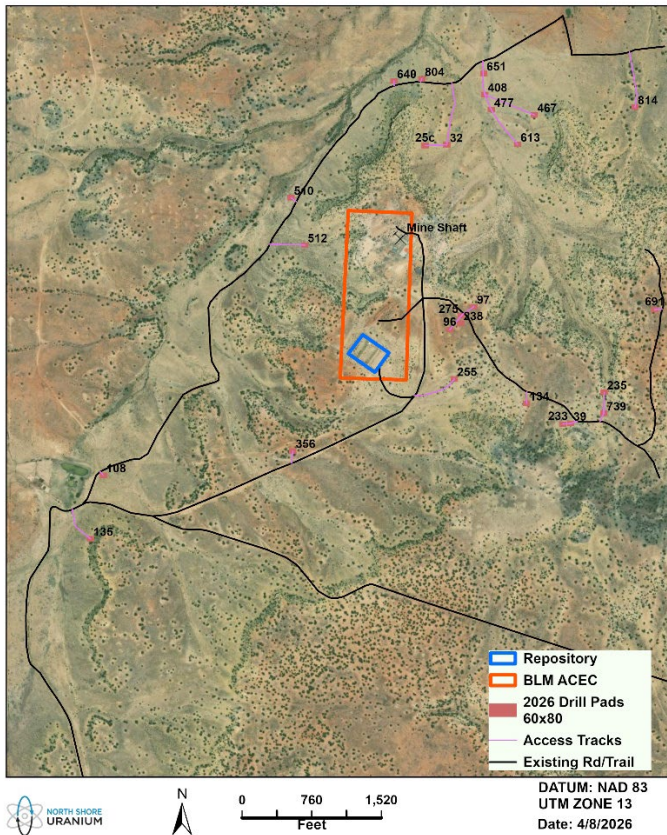 651
640
804
408
477
467
814
25c
32
613
510
Mine Shaft
512
97
275
238
96
691
255
235
134
739
233
39
356
108
135
Repository
BLM ACEC
2026 Drill Pads
60x80
Access Tracks
Existing Rd/Trail
NORTH SHORE
URANIUM
N
0 760 1,520
Feet
DATUM: NAD 83
UTM ZONE 13
Date: 4/8/2026